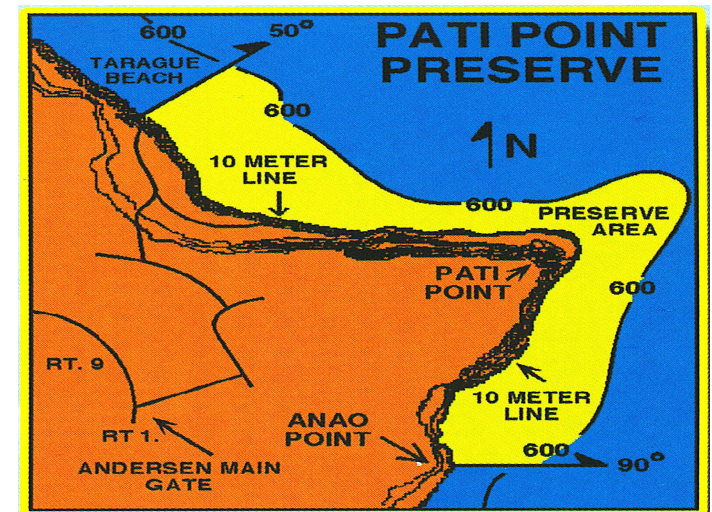 600
50°
PATI POINT
PRESERVE
TARAGUE
BEACH
600
N
10 METER
LINE
600
PRESERVE
AREA
PATI
POINT
600
RT. 9
10 METER
LINE
ANAO
POINT
RT 1.
600
90°
ANDERSEN MAIN
GATE